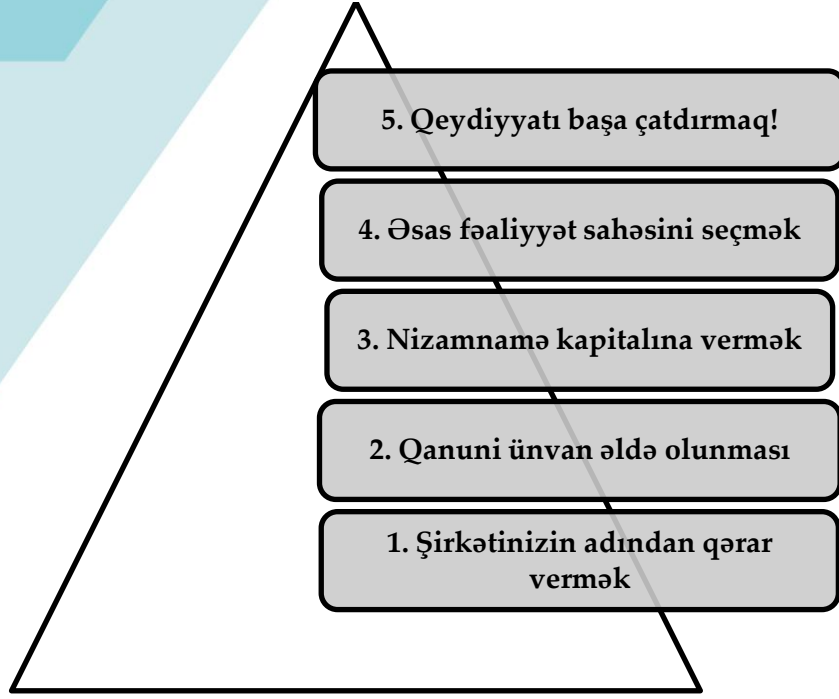 5. Qeydiyyatı başa çatdırmaq!
4. Əsas fəaliyyət sahəsini seçmək
3. Nizamnamə kapitalına vermək
2. Qanuni ünvan əldə olunması
1. Şirkətinizin adından qərar
vermək